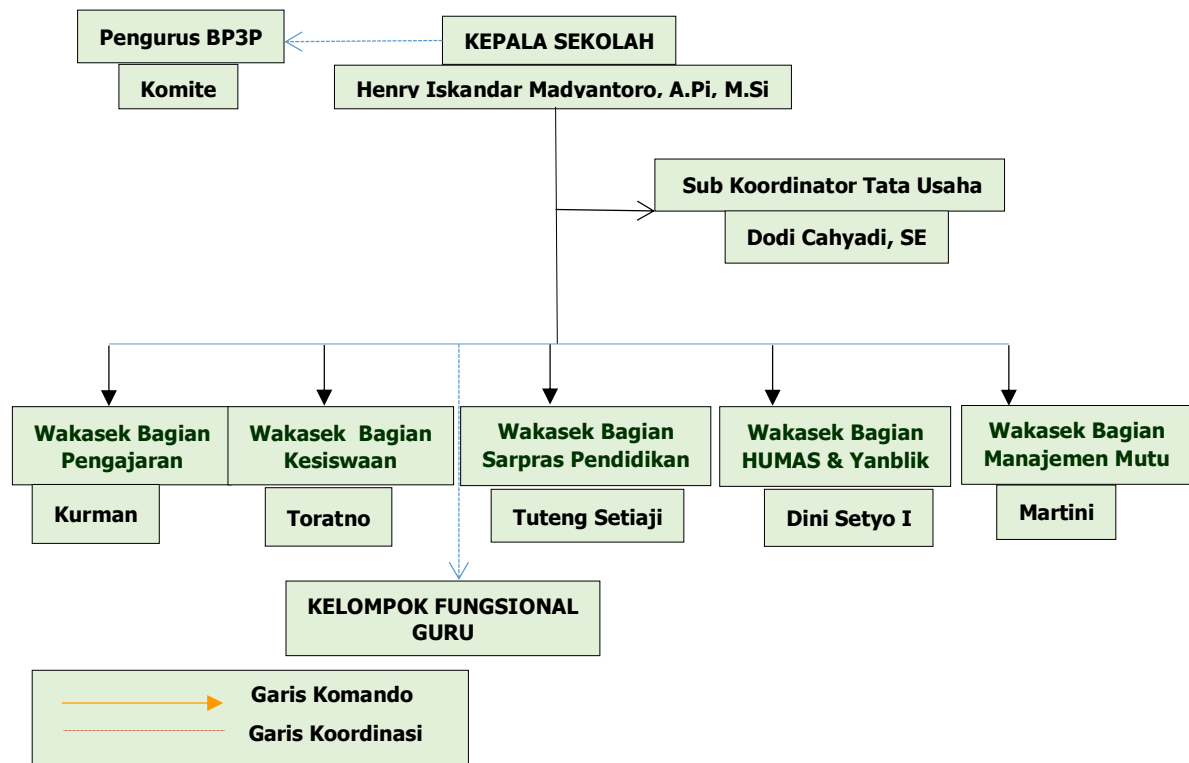 Pengurus BP3P
Komite
KEPALA SEKOLAH
Henry Iskandar Madyantoro, A.Pi, M.Si
Sub Koordinator Tata Usaha
Dodi Cahyadi, SE
Wakasek Bagian
Pengajaran
Kurman
Wakasek Bagian
Kesiswaan
Toratno
Wakasek Bagian
Sarpras Pendidikan
Tuteng Setiaji
Wakasek Bagian
HUMAS & Yanblik
Dini Setyo I
Wakasek Bagian
Manajemen Mutu
Martini
KELOMPOK FUNGSIONAL
GURU
Garis Komando
Garis Koordinasi